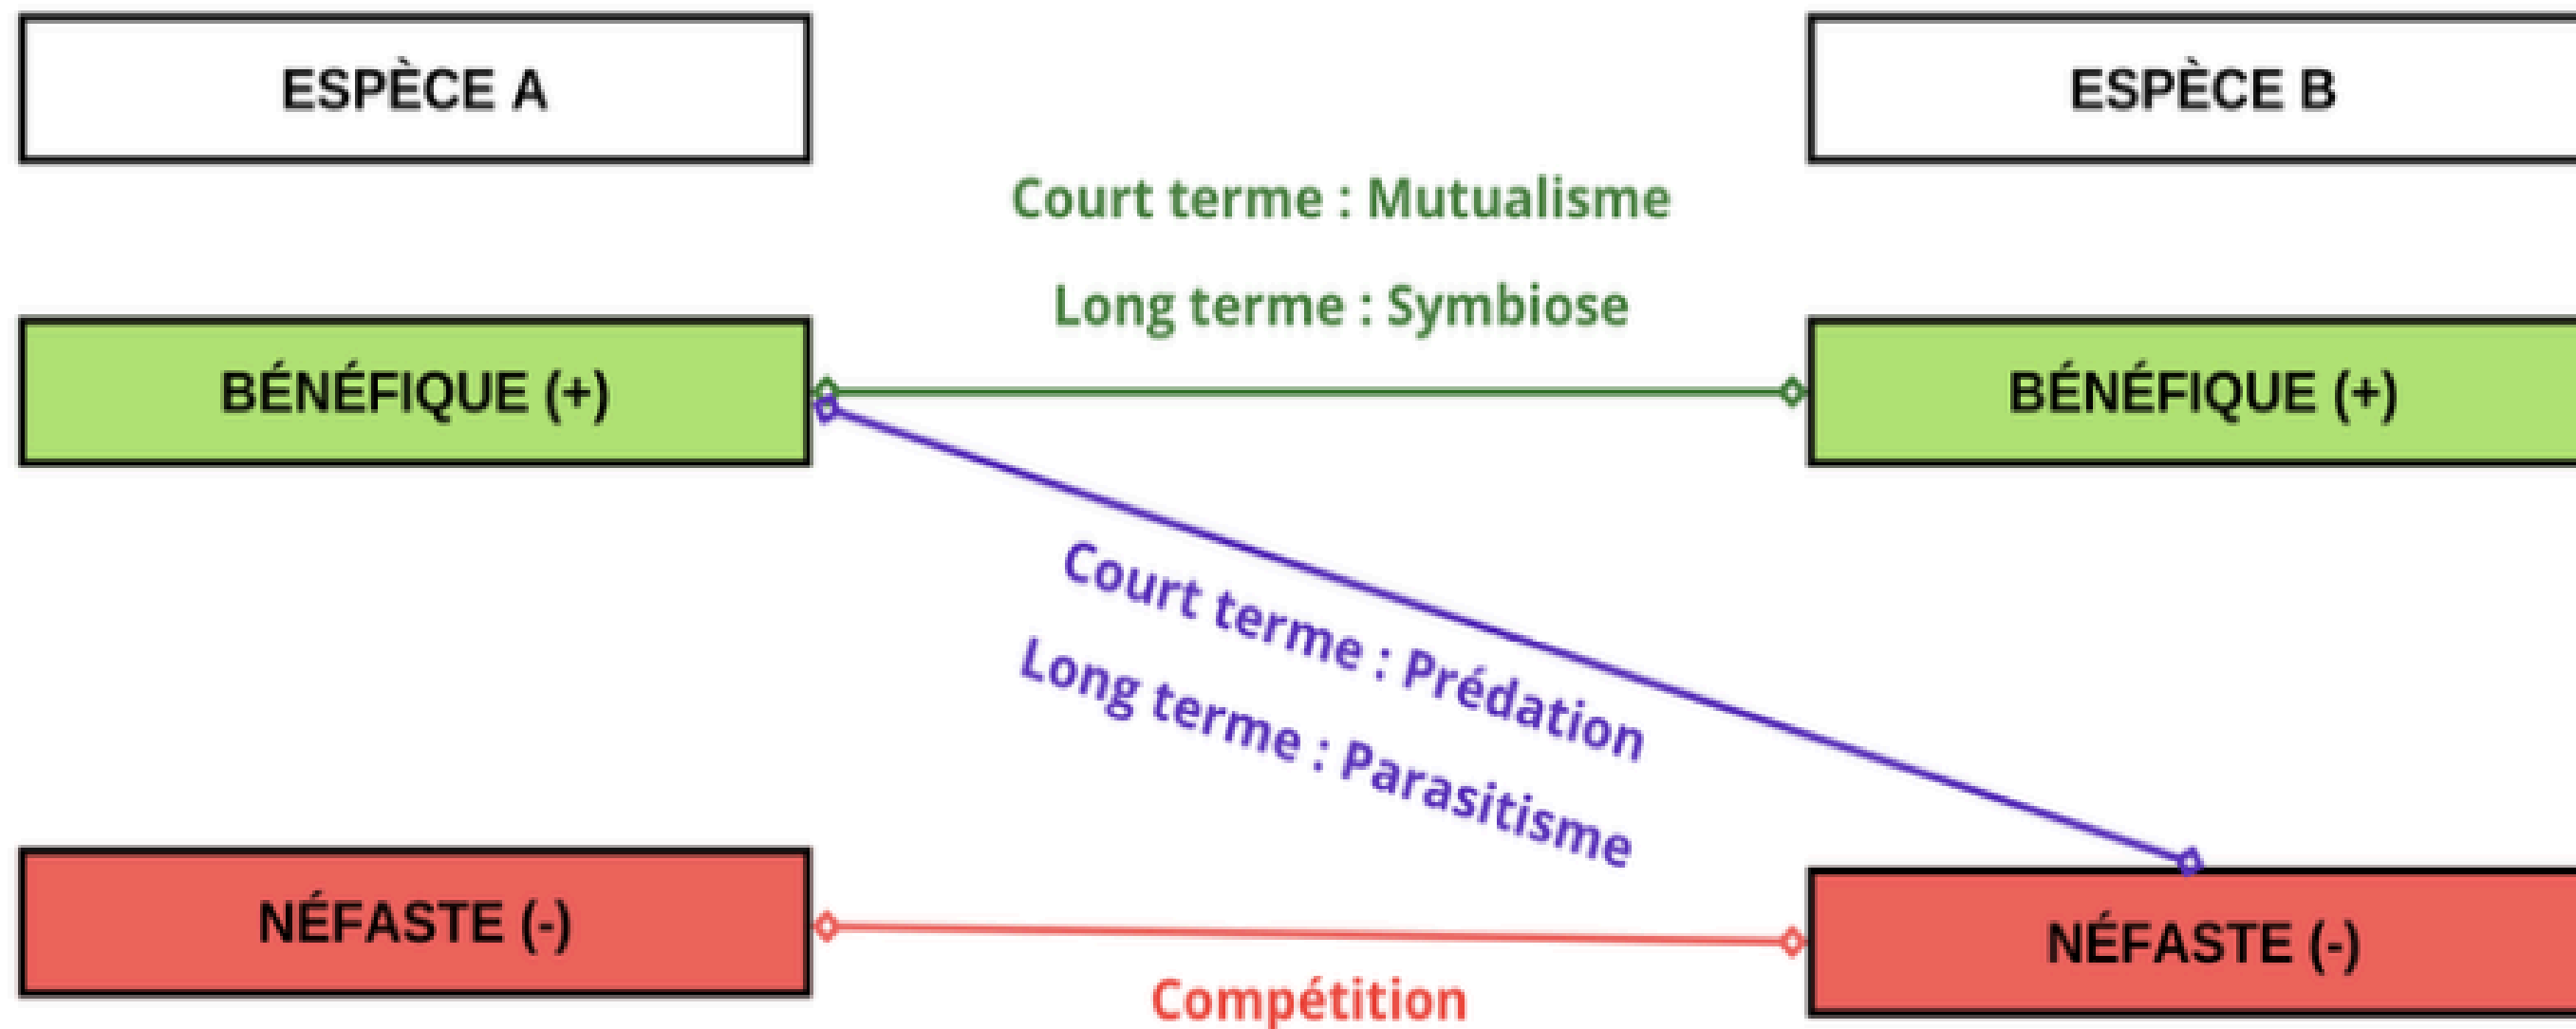 ESPÈCE A
ESPÈCE B
Court terme : Mutualisme
Long terme : Symbiose
BÉNÉFIQUE (+)
BÉNÉFIQUE (+)
Court terme : Prédation
Long terme : Parasitisme
NÉFASTE (-)
NÉFASTE (-)
Compétition